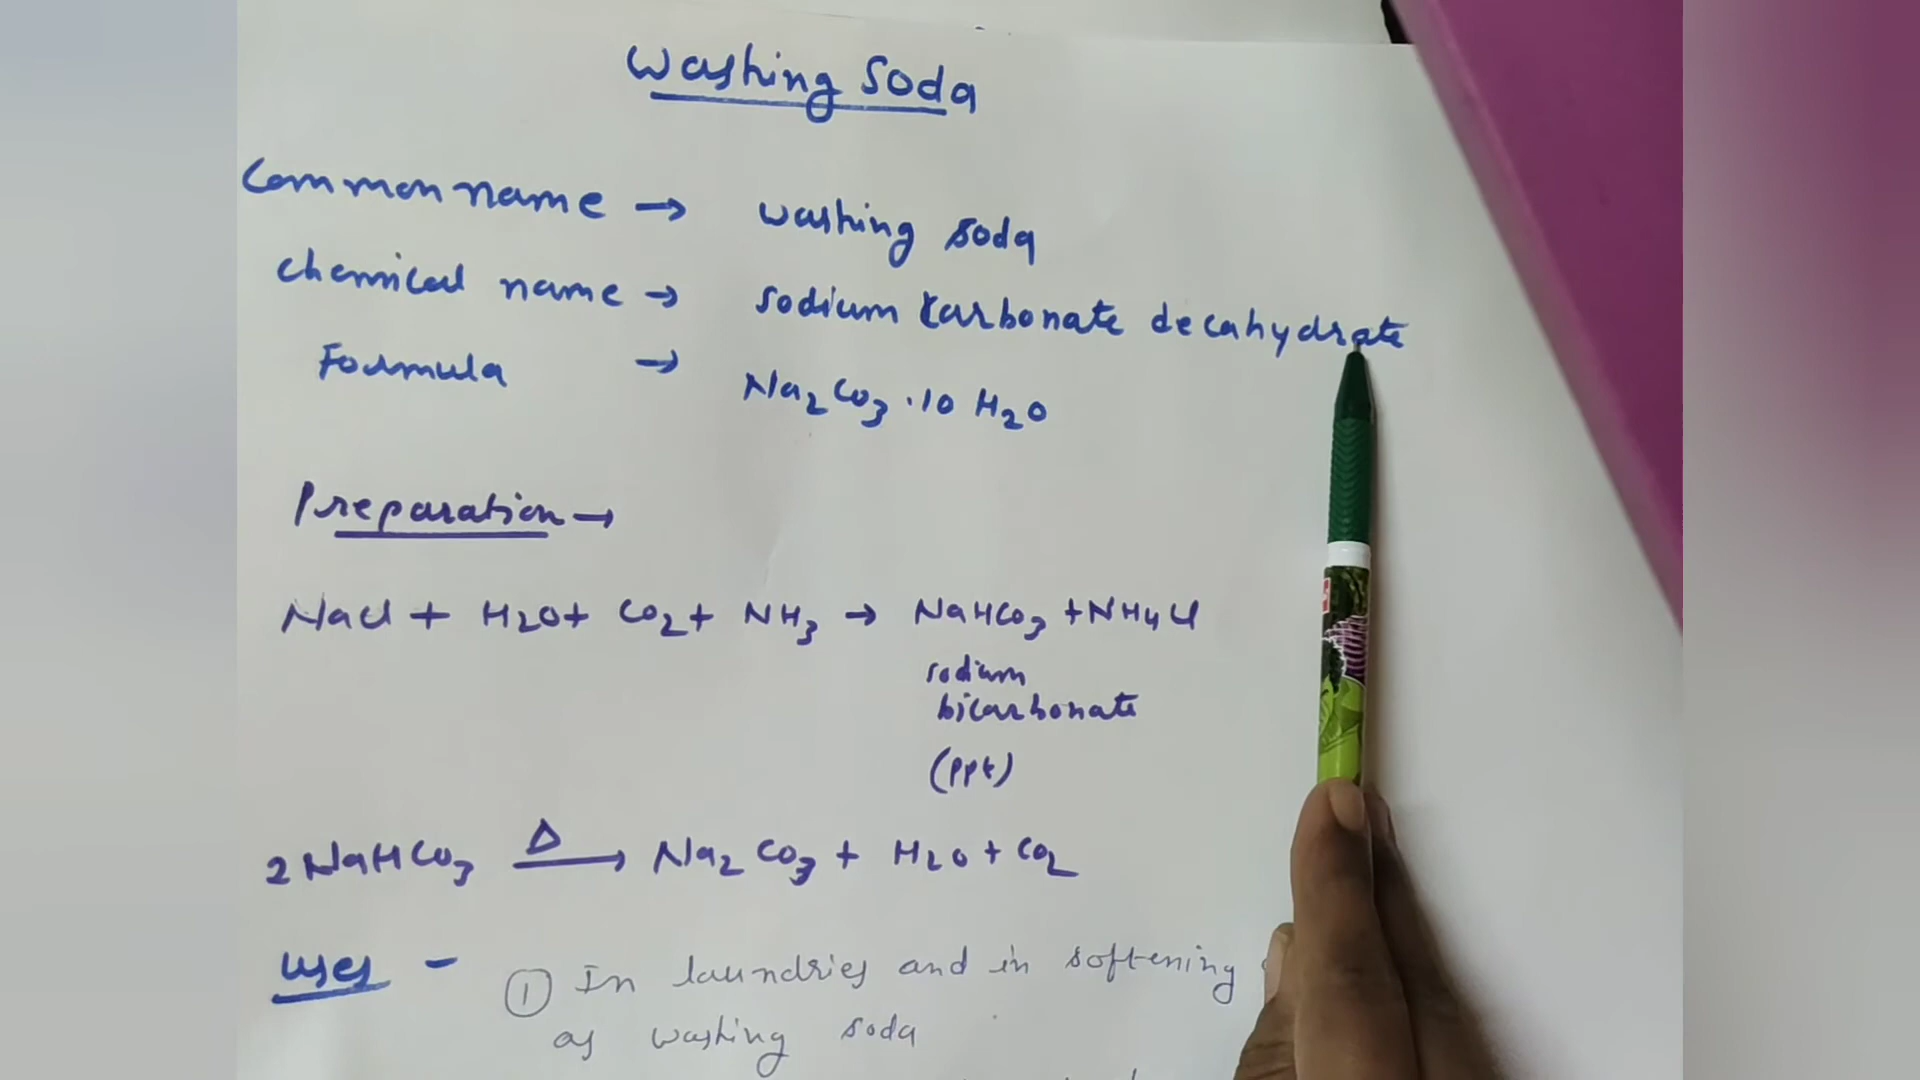 Washing Soda
Common name → washing soda
Chemical name → sodium carbonate decahydrate
Formula → Na₂CO₃ · 10 H₂O
Preparation →
NaCl + H₂O + CO₂ + NH₃ → NaHCO₃ + NH₄Cl
sodium
bicarbonate
(ppt)
2NaHCO₃ Δ→ Na₂CO₃ + H₂O + CO₂
Uses - ① In laundries and in softening
as washing soda